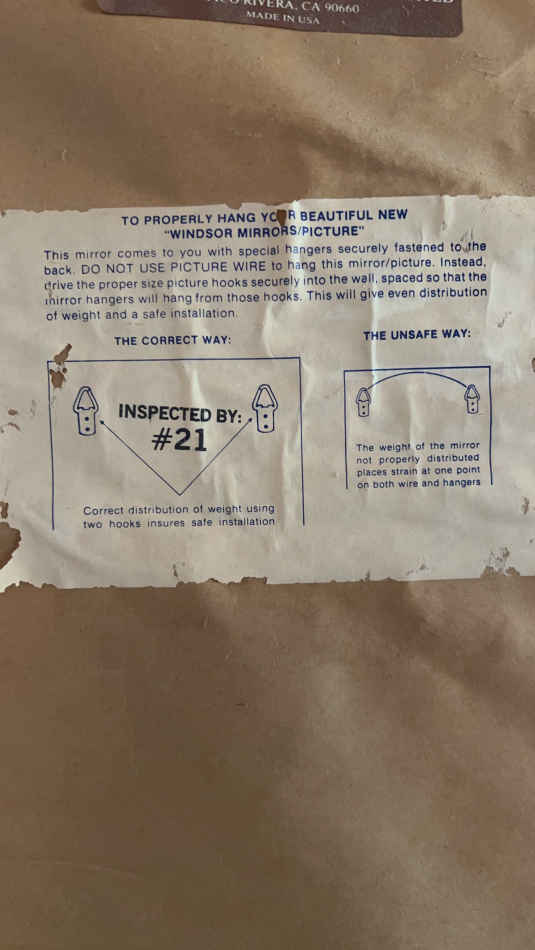 RIVERA, CA 90660
MADE IN USA
TO PROPERLY HANG YOUR BEAUTIFUL NEW
"WINDSOR MIRRORS/PICTURE"
This mirror comes to you with special hangers securely fastened to the
back. DO NOT USE PICTURE WIRE to hang this mirror/picture. Instead,
drive the proper size picture hooks securely into the wall, spaced so that the
mirror hangers will hang from those hooks. This will give even distribution
of weight and a safe installation.
THE CORRECT WAY:
INSPECTED BY:
#21
Correct distribution of weight using
two hooks insures safe installation
THE UNSAFE WAY:
The weight of the mirror
not properly distributed
places strain at one point
on both wire and hangers